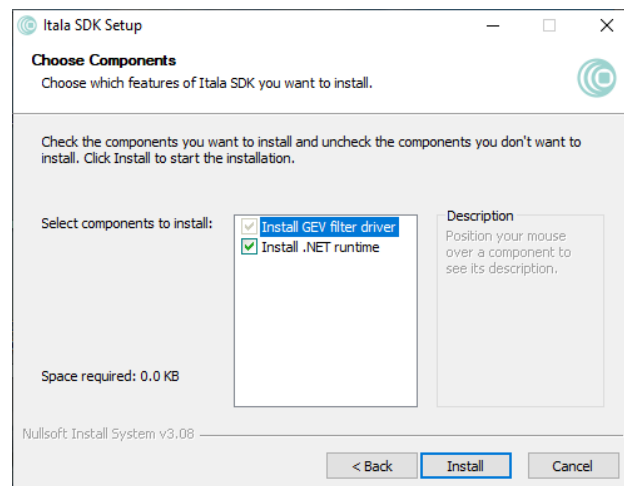 Itala SDK Setup
Choose Components
Choose which features of Itala SDK you want to install.
Check the components you want to install and uncheck the components you don't want to
install. Click Install to start the installation.
Select components to install:
Install GEV filter driver
Install .NET runtime
Description
Position your mouse
over a component to
see its description.
Space required: 0.0 KB
Nullsoft Install System v3.08
< Back
Install
Cancel